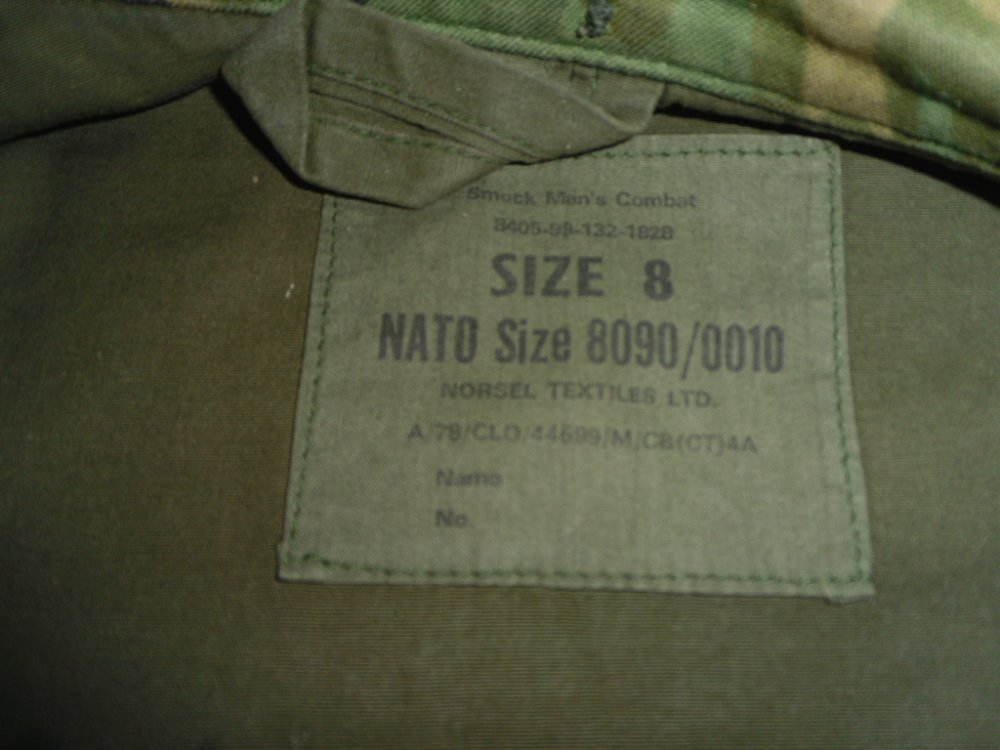 Smock Man's Combat
8405-99-132-1828
SIZE 8
NATO Size 8090/0010
NORSEL TEXTILES LTD.
A/78/CLO/44699/M/CB(CT)4A
Name
No.